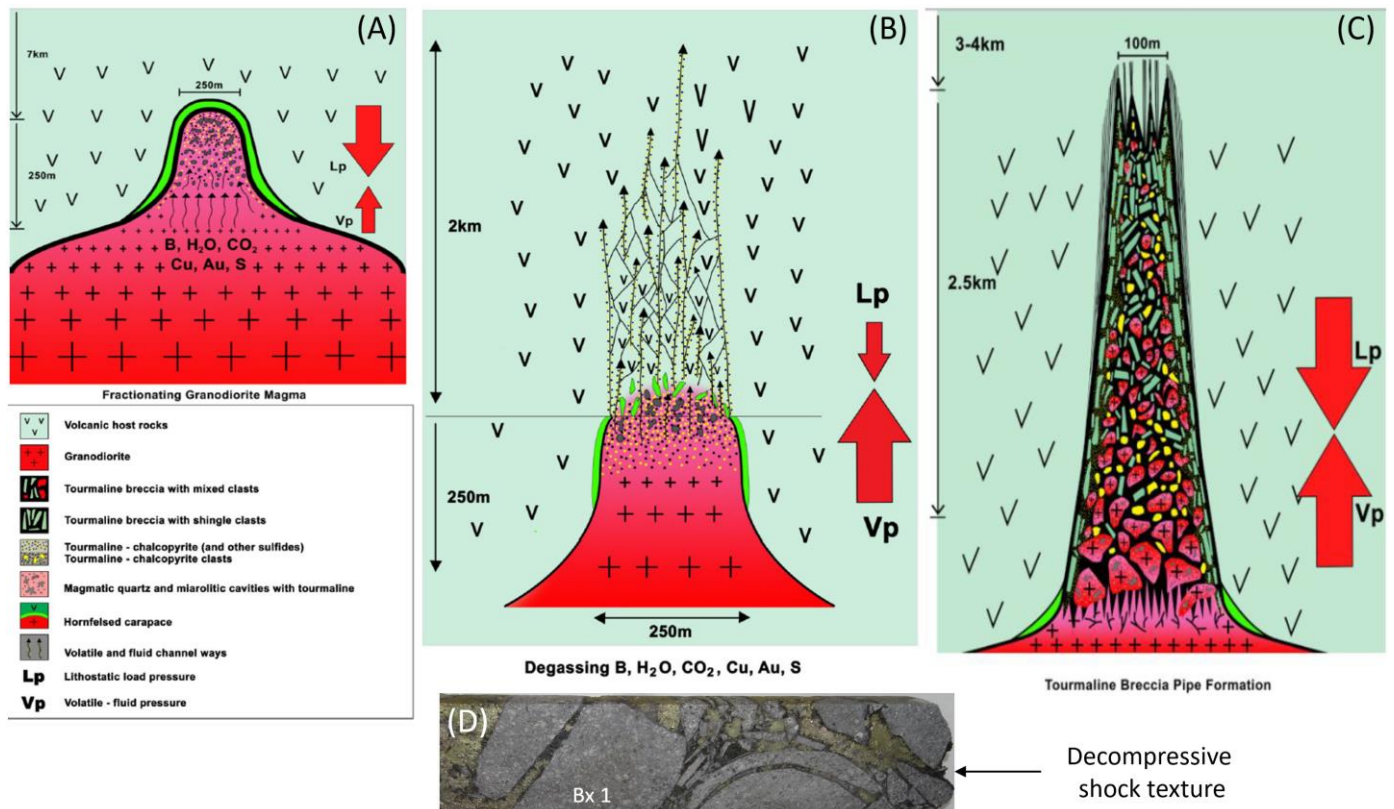 (A)
7km
250m
250m
Lp
Vp
B, H₂O, CO₂
Cu, Au, S
Fractionating Granodiorite Magma
Volcanic host rocks
Granodiorite
Tourmaline breccia with mixed clasts
Tourmaline breccia with shingle clasts
Tourmaline - chalcopyrite (and other sulfides)
Tourmaline - chalcopyrite clasts
Magmatic quartz and miarolitic cavities with tourmaline
Hornfelsed carapace
Volatile and fluid channel ways
Lp Lithostatic load pressure
Vp Volatile - fluid pressure
(B)
2km
Lp
250m
Vp
250m
Degassing B, H₂O, CO₂, Cu, Au, S
(C)
3-4km
100m
2.5km
Lp
Vp
Tourmaline Breccia Pipe Formation
(D)
Bx 1
Decompressive
shock texture